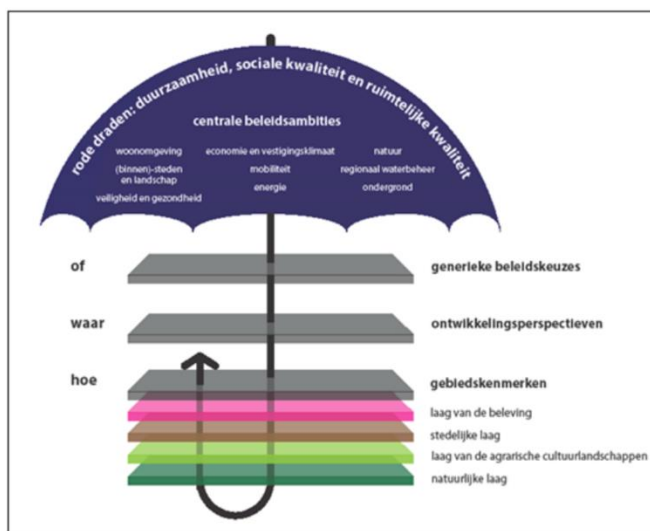 rode draden: duurzaamheid, sociale kwaliteit en ruimtelijke kwaliteit
centrale beleidsambities
woonomgeving
(binnen)-steden
en landschap
veiligheid en gezondheid
economie en vestigingsklimaat
mobiliteit
energie
natuur
regionaal waterbeheer
ondergrond
of
generieke beleidskeuzes
waar
ontwikkelingsperspectieven
hoe
gebiedskenmerken
laag van de beleving
stedelijke laag
laag van de agrarische cultuurlandschappen
natuurlijke laag